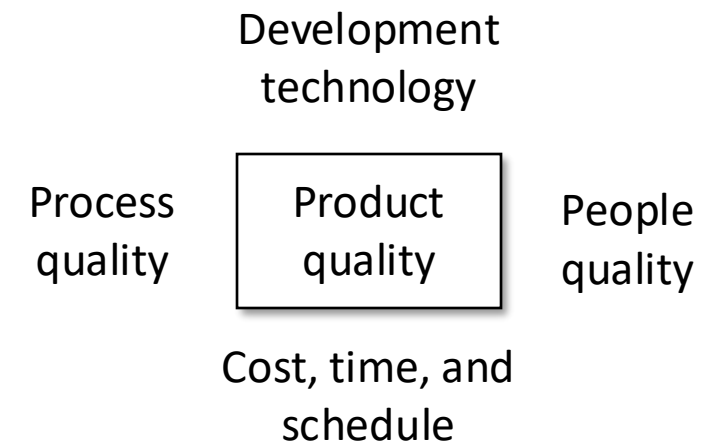 Development
technology
Process
quality
Product
quality
People
quality
Cost, time, and
schedule